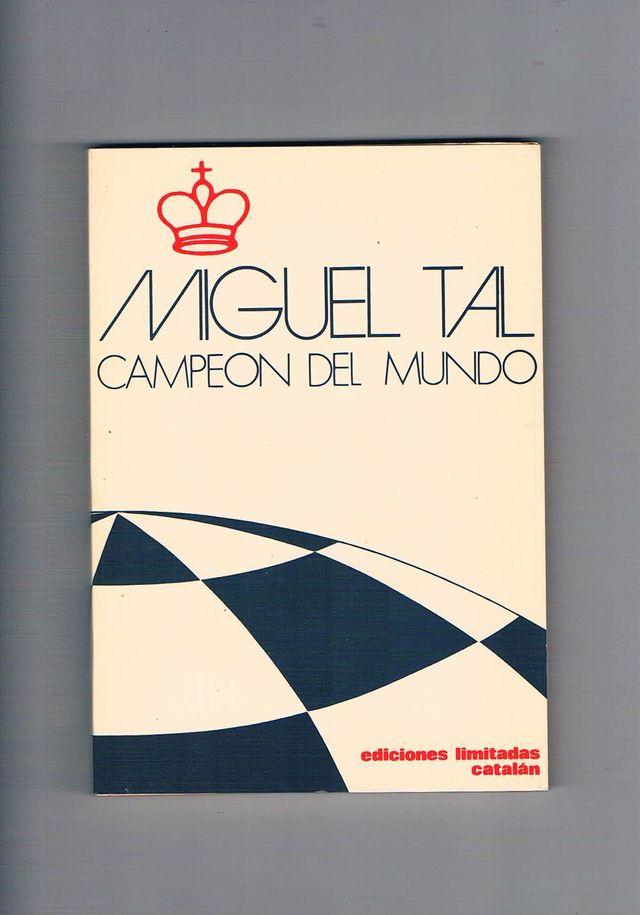 MIGUEL TAL
CAMPEON DEL MUNDO
ediciones limitadas
catalán